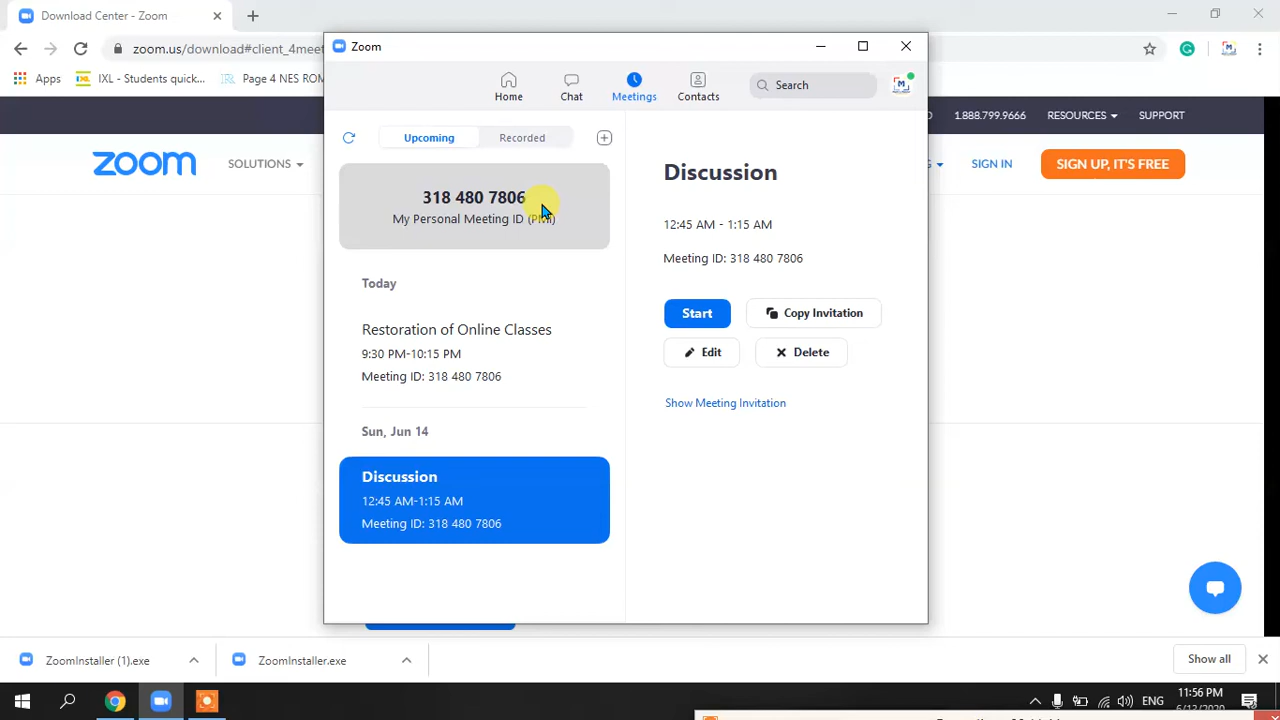 Download Center - Zoom
zoom.us/download#client_4meet
Apps
IXL - Students quick...
Page 4 NES ROM
1.888.799.9666
RESOURCES
SUPPORT
zoom
SOLUTIONS
SIGN IN
SIGN UP, IT'S FREE
Zoom
Home
Chat
Meetings
Contacts
Search
Upcoming
Recorded
318 480 7806
My Personal Meeting ID (PMI)
Today
Restoration of Online Classes
9:30 PM-10:15 PM
Meeting ID: 318 480 7806
Sun, Jun 14
Discussion
12:45 AM-1:15 AM
Meeting ID: 318 480 7806
Discussion
12:45 AM - 1:15 AM
Meeting ID: 318 480 7806
Start
Copy Invitation
Edit
Delete
Show Meeting Invitation
ZoomInstaller (1).exe
ZoomInstaller.exe
Show all
ENG
11:56 PM
6/13/2020